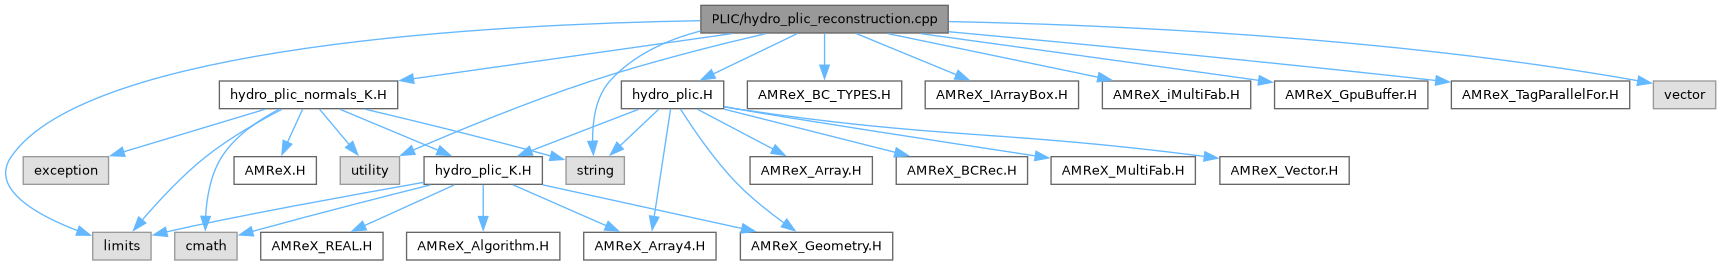 PLIC/hydro_plic_reconstruction.cpp
hydro_plic_normals_K.H
hydro_plic.H
AMReX_BC_TYPES.H
AMReX_IArrayBox.H
AMReX_iMultiFab.H
AMReX_GpuBuffer.H
AMReX_TagParallelFor.H
vector
exception
AMReX.H
utility
hydro_plic_K.H
string
AMReX_Array.H
AMReX_BCRec.H
AMReX_MultiFab.H
AMReX_Vector.H
limits
cmath
AMReX_REAL.H
AMReX_Algorithm.H
AMReX_Array4.H
AMReX_Geometry.H